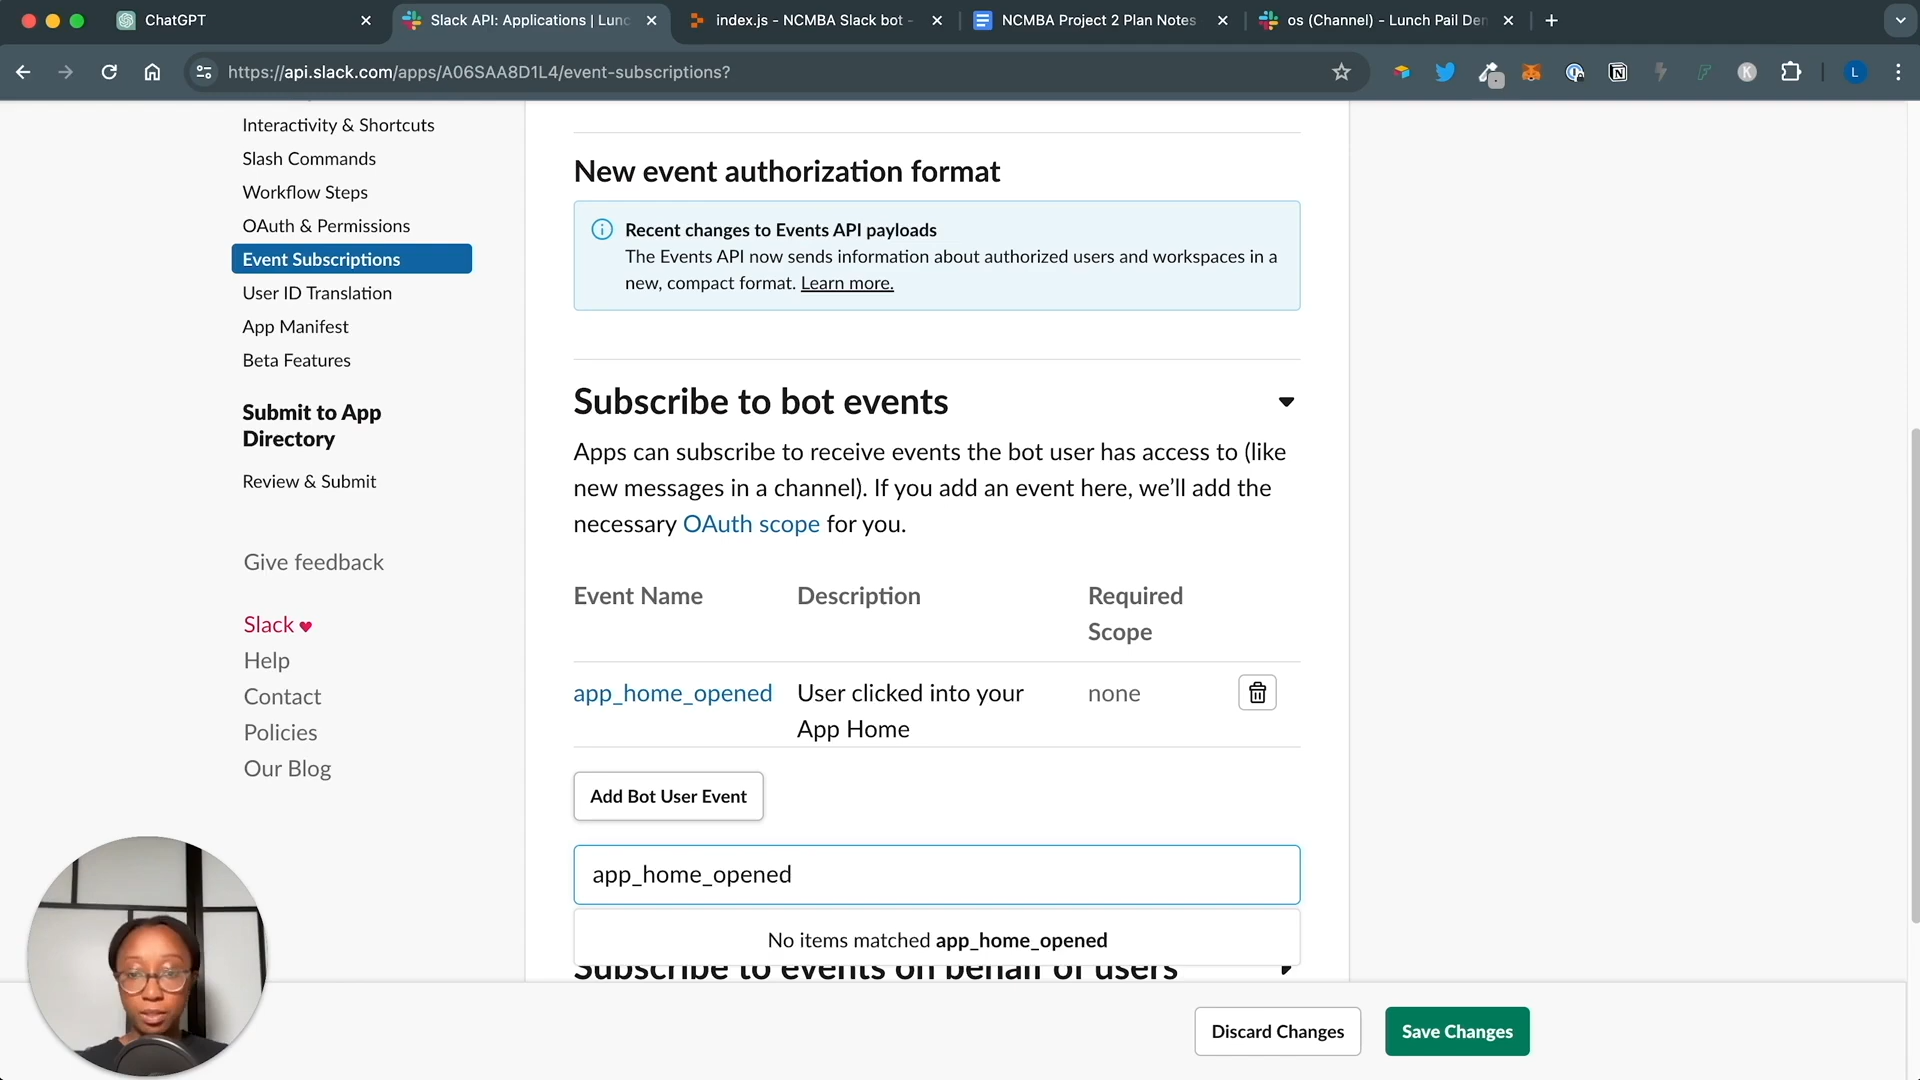 ChatGPT
Slack API: Applications | Lunc
index.js - NCMBA Slack bot -
NCMBA Project 2 Plan Notes
os (Channel) - Lunch Pail Den
https://api.slack.com/apps/A06SAA8D1L4/event-subscriptions?
L
Interactivity & Shortcuts
Slash Commands
Workflow Steps
OAuth & Permissions
Event Subscriptions
User ID Translation
App Manifest
Beta Features
Submit to App
Directory
Review & Submit
Give feedback
Slack
Help
Contact
Policies
Our Blog
New event authorization format
Recent changes to Events API payloads
The Events API now sends information about authorized users and workspaces in a
new, compact format. Learn more.
Subscribe to bot events
Apps can subscribe to receive events the bot user has access to (like
new messages in a channel). If you add an event here, we’ll add the
necessary OAuth scope for you.
Event Name Description Required
Scope
app_home_opened User clicked into your none
App Home
Add Bot User Event
app_home_opened
No items matched app_home_opened
Subscribe to events on behalf of users
Discard Changes Save Changes